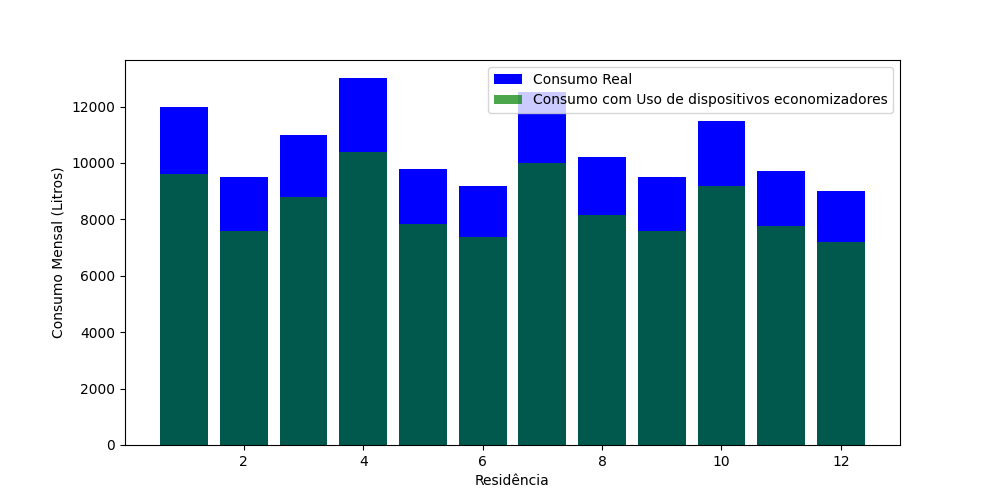 Consumo Real
Consumo com Uso de dispositivos economizadores
12000
10000
8000
6000
4000
2000
0
Consumo Mensal (Litros)
2 4 6 8 10 12
Residência